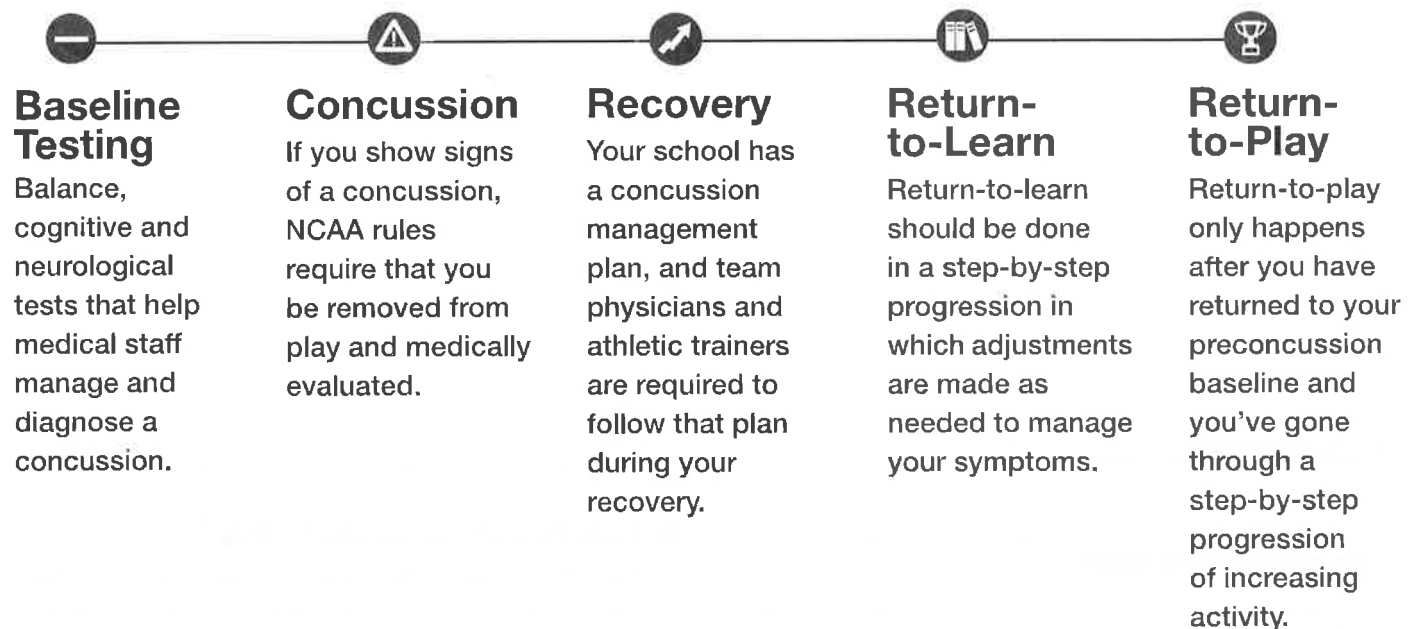 Baseline
Testing
Balance,
cognitive and
neurological
tests that help
medical staff
manage and
diagnose a
concussion.
Concussion
If you show signs
of a concussion,
NCAA rules
require that you
be removed from
play and medically
evaluated.
Recovery
Your school has
a concussion
management
plan, and team
physicians and
athletic trainers
are required to
follow that plan
during your
recovery.
Return-
to-Learn
Return-to-learn
should be done
in a step-by-step
progression in
which adjustments
are made as
needed to manage
your symptoms.
Return-
to-Play
Return-to-play
only happens
after you have
returned to your
preconcussion
baseline and
you've gone
through a
step-by-step
progression
of increasing
activity.